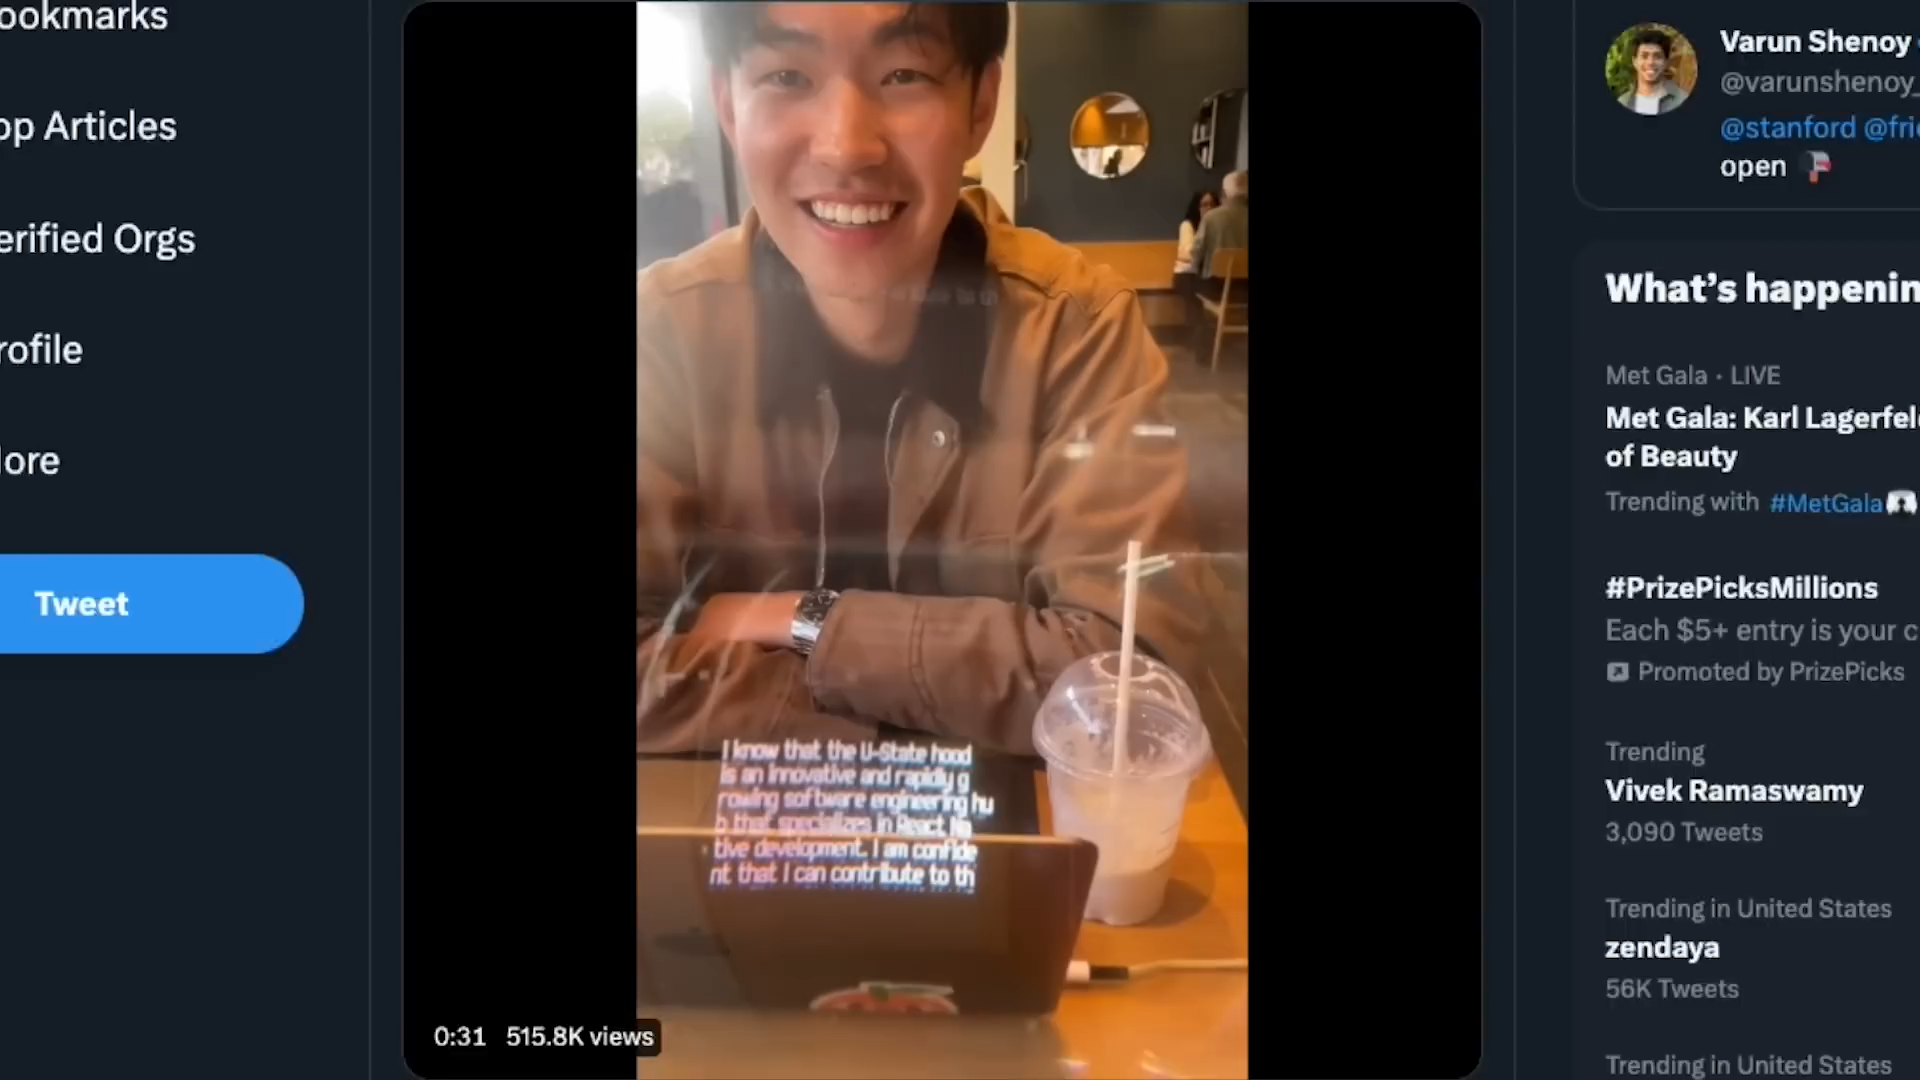 ookmarks
op Articles
erified Orgs
rofile
lore
Tweet
I know that the U-State hood
is an innovative and rapidly g
rowing software engineering hu
b that specializes in React Na
tive development. I am confide
nt that I can contribute to th
0:31 515.8K views
Varun Shenoy
@varunshenoy_
@stanford @frie
open
What's happenin
Met Gala · LIVE
Met Gala: Karl Lagerfel
of Beauty
Trending with #MetGala
#PrizePicksMillions
Each $5+ entry is your c
Promoted by PrizePicks
Trending
Vivek Ramaswamy
3,090 Tweets
Trending in United States
zendaya
56K Tweets
Trending in United States